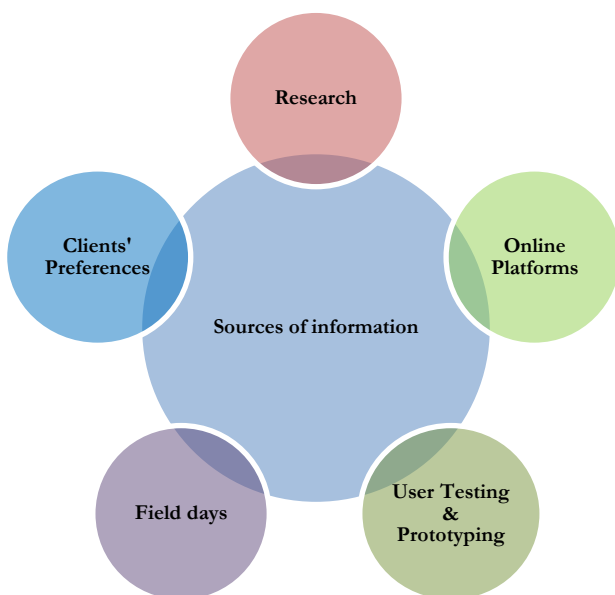 Research
Clients'
Preferences
Online
Platforms
Sources of information
Field days
User Testing
&
Prototyping